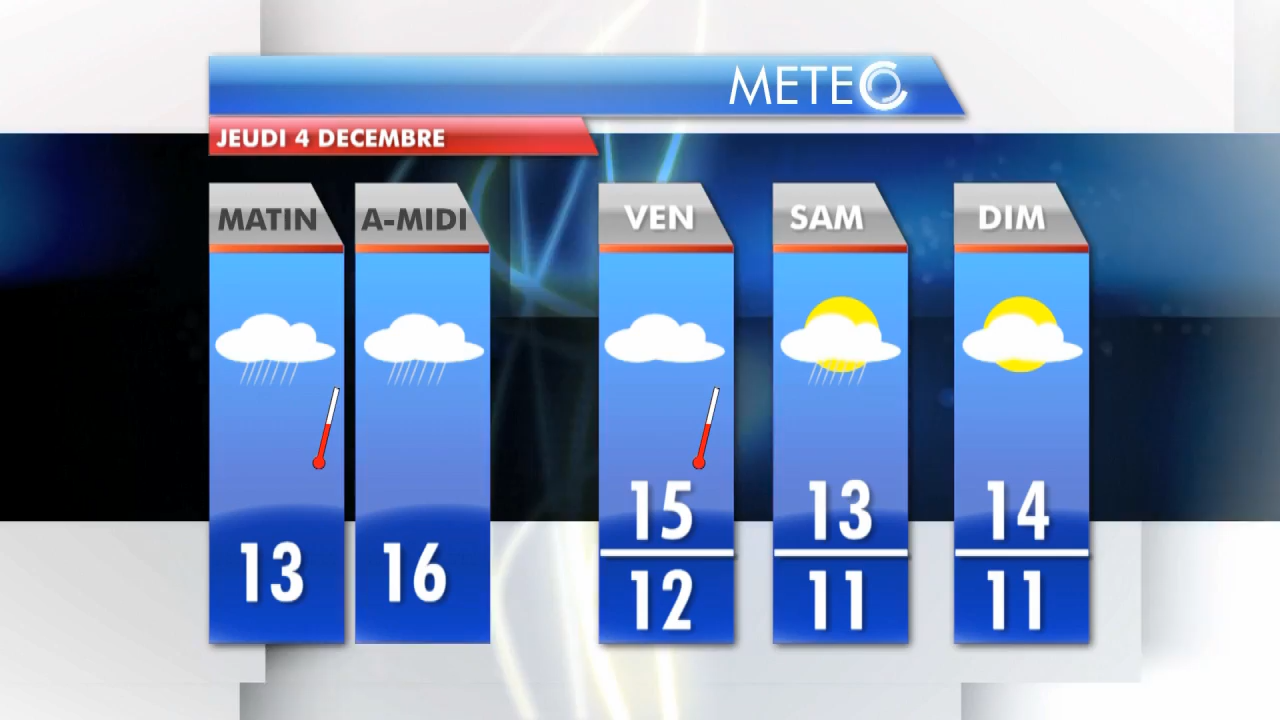 METEO
JEUDI 4 DECEMBRE
MATIN
A-MIDI
VEN
SAM
DIM
13
16
15
12
13
11
14
11